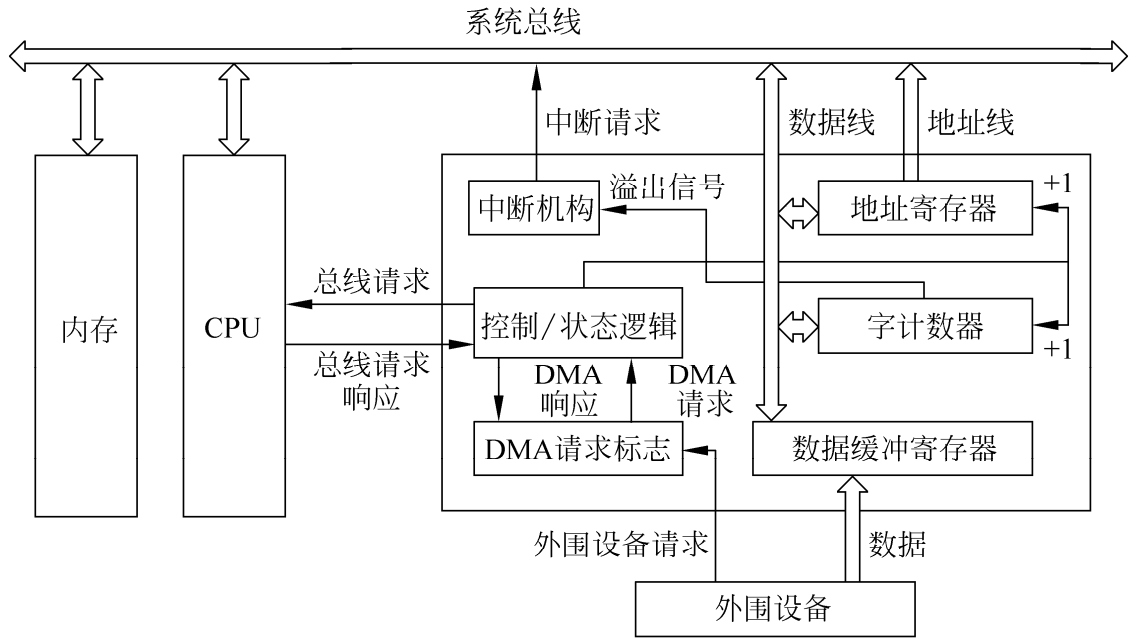 系统总线
中断请求
数据线
地址线
溢出信号
+1
中断机构
地址寄存器
总线请求
内存
CPU
控制/状态逻辑
字计数器
+1
总线请求
响应
DMA
响应
DMA
请求
DMA请求标志
数据缓冲寄存器
外围设备请求
数据
外围设备